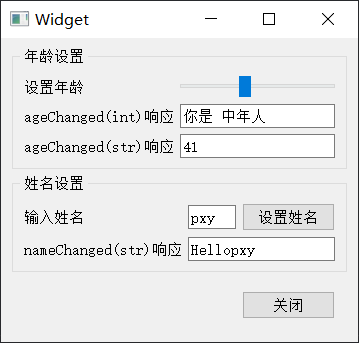 Widget
年龄设置
设置年龄
ageChanged(int)响应 你是 中年人
ageChanged(str)响应 41
姓名设置
输入姓名 pxy 设置姓名
nameChanged(str)响应 Hellopxy
关闭